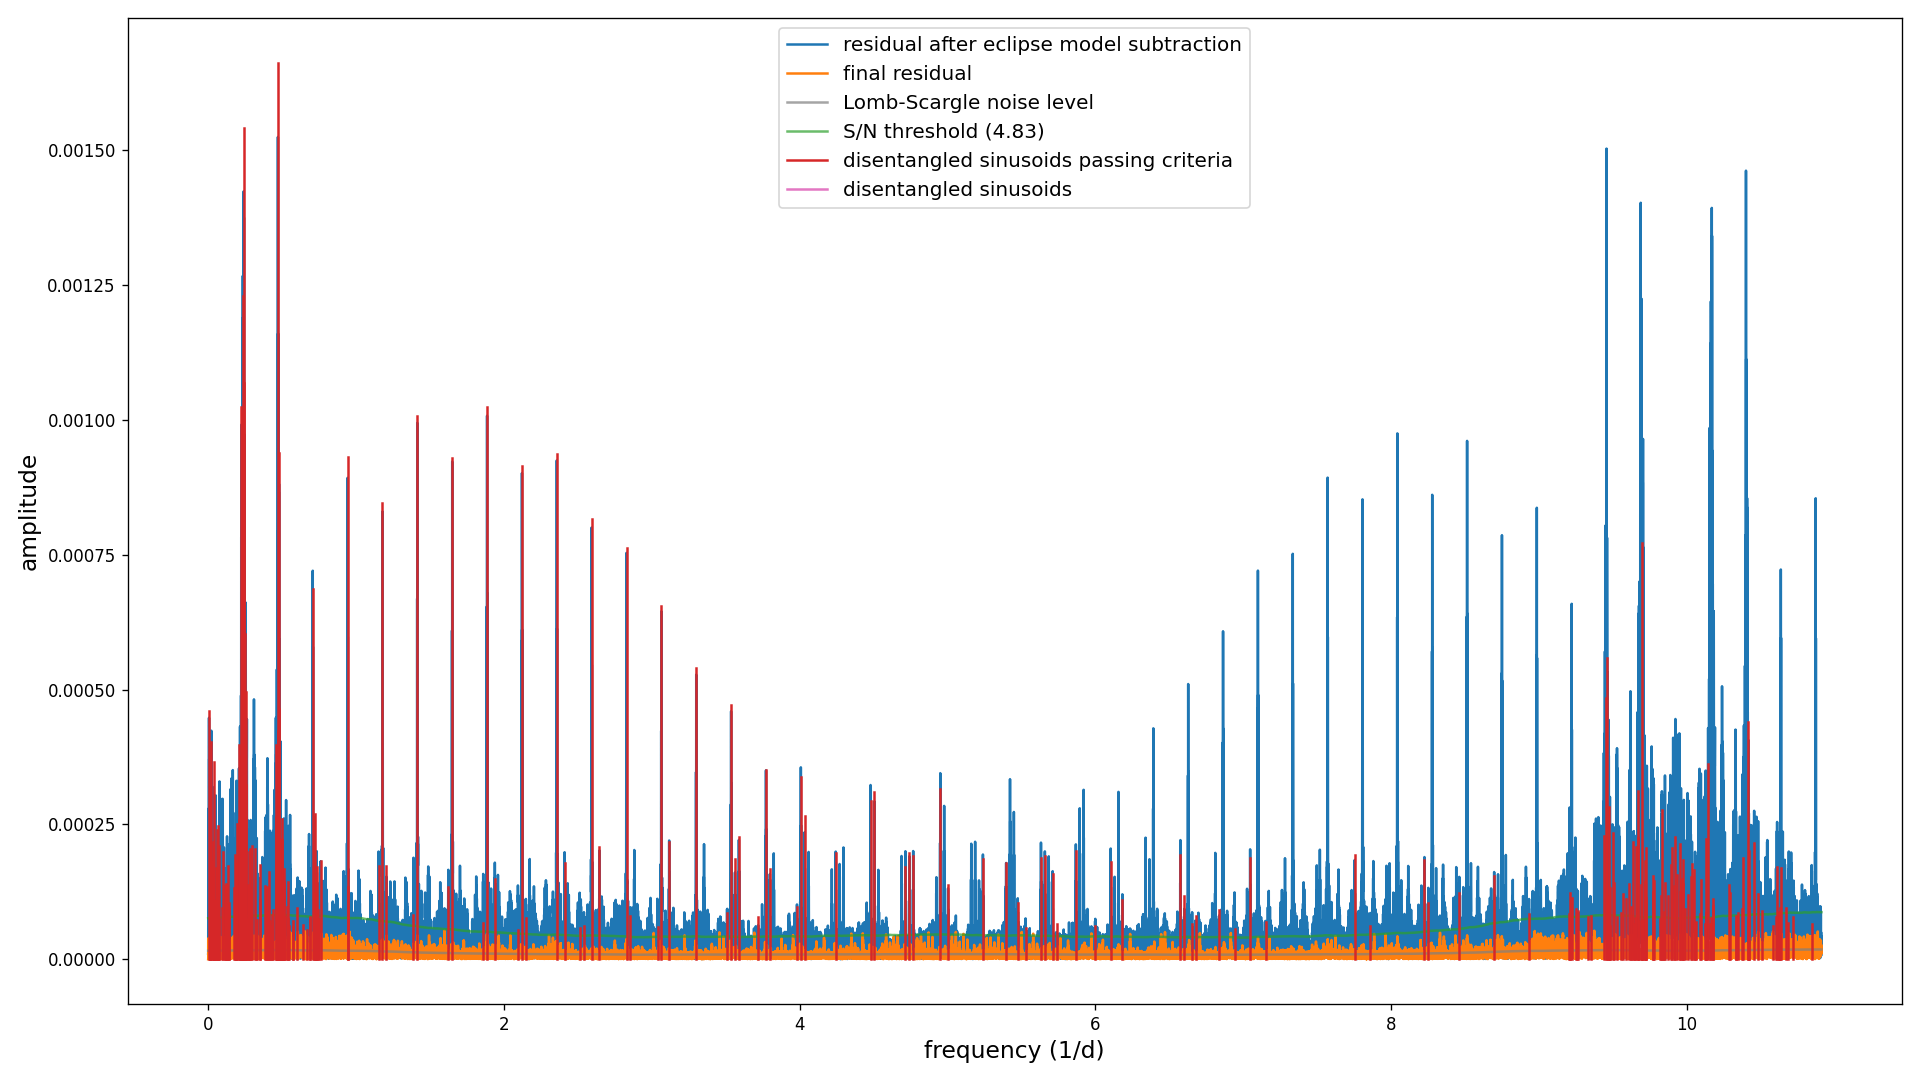 residual after eclipse model subtraction
final residual
Lomb-Scargle noise level
S/N threshold (4.83)
disentangled sinusoids passing criteria
disentangled sinusoids
amplitude
0.00150
0.00125
0.00100
0.00075
0.00050
0.00025
0.00000
0 2 4 6 8 10
frequency (1/d)